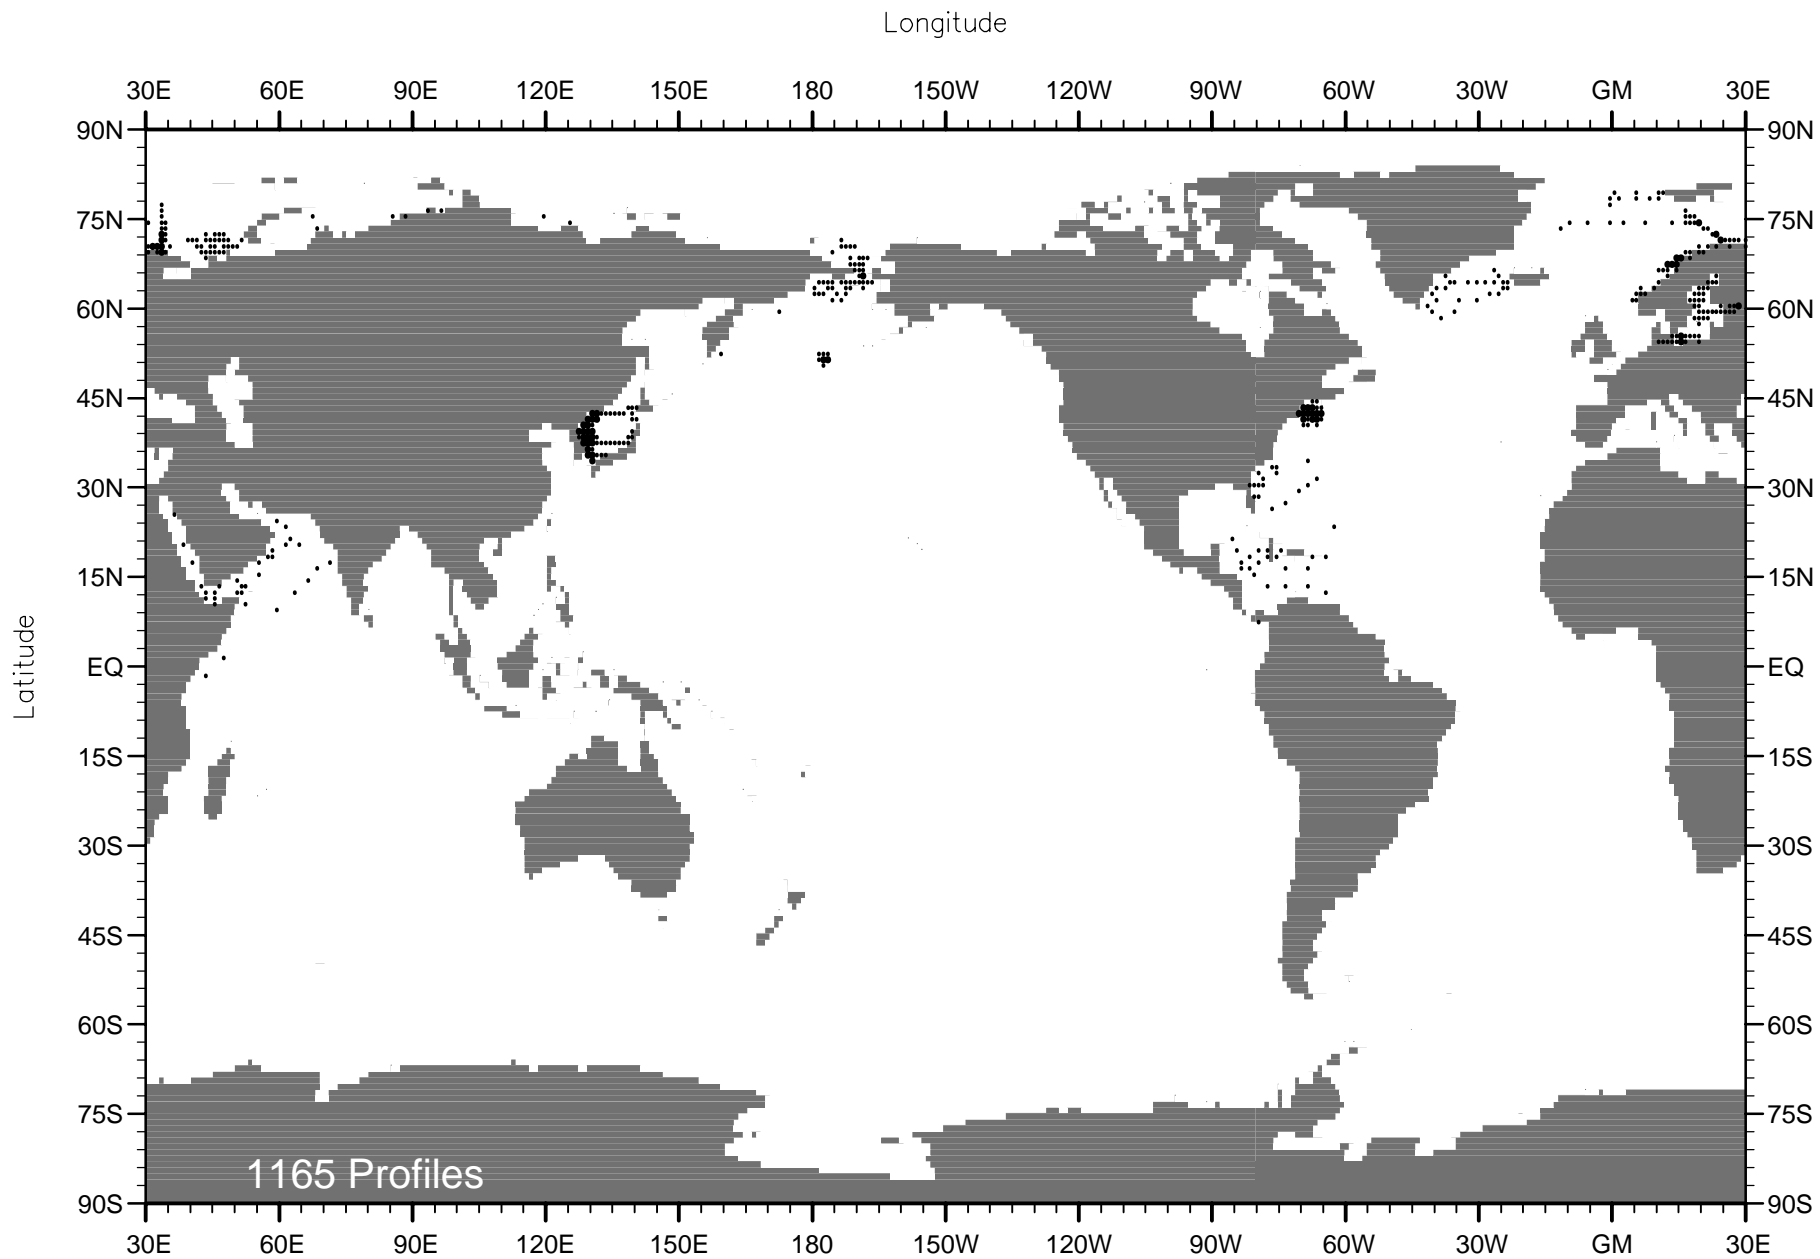 Longitude
30E 60E 90E 120E 150E 180 150W 120W 90W 60W 30W GM 30E
90N 90N
75N 75N
60N 60N
45N 45N
30N 30N
15N 15N
EQ EQ
Latitude
15S 15S
30S 30S
45S 45S
60S 60S
75S 75S
1165 Profiles
90S 90S
30E 60E 90E 120E 150E 180 150W 120W 90W 60W 30W GM 30E